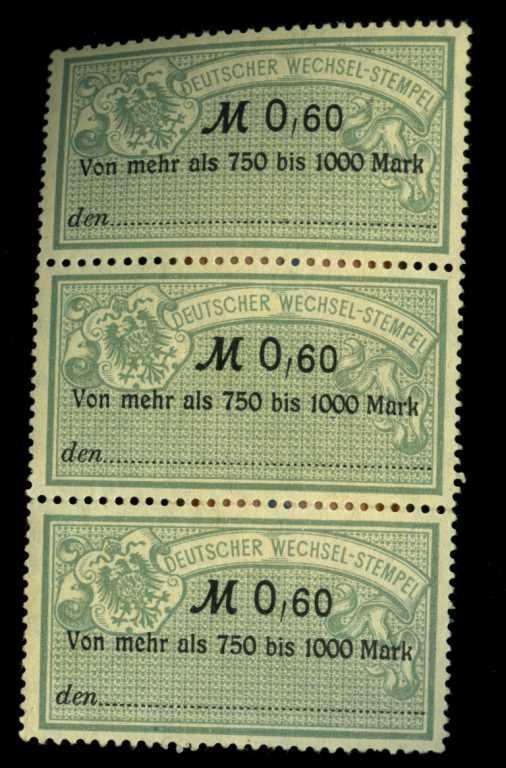 DEUTSCHER WECHSEL-STEMPEL
M 0,60
Von mehr als 750 bis 1000 Mark
den
DEUTSCHER WECHSEL-STEMPEL
M 0,60
Von mehr als 750 bis 1000 Mark
den
DEUTSCHER WECHSEL-STEMPEL
M 0,60
Von mehr als 750 bis 1000 Mark
den